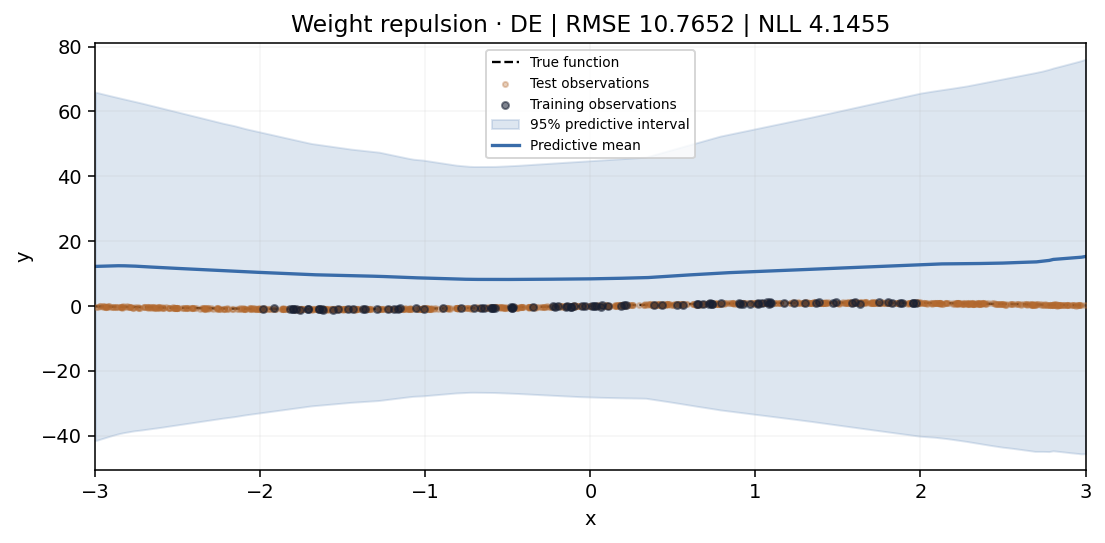 Weight repulsion · DE | RMSE 10.7652 | NLL 4.1455
True function
Test observations
Training observations
95% predictive interval
Predictive mean
80
60
40
20
0
−20
−40
y
−3
−2
−1
0
1
2
3
x